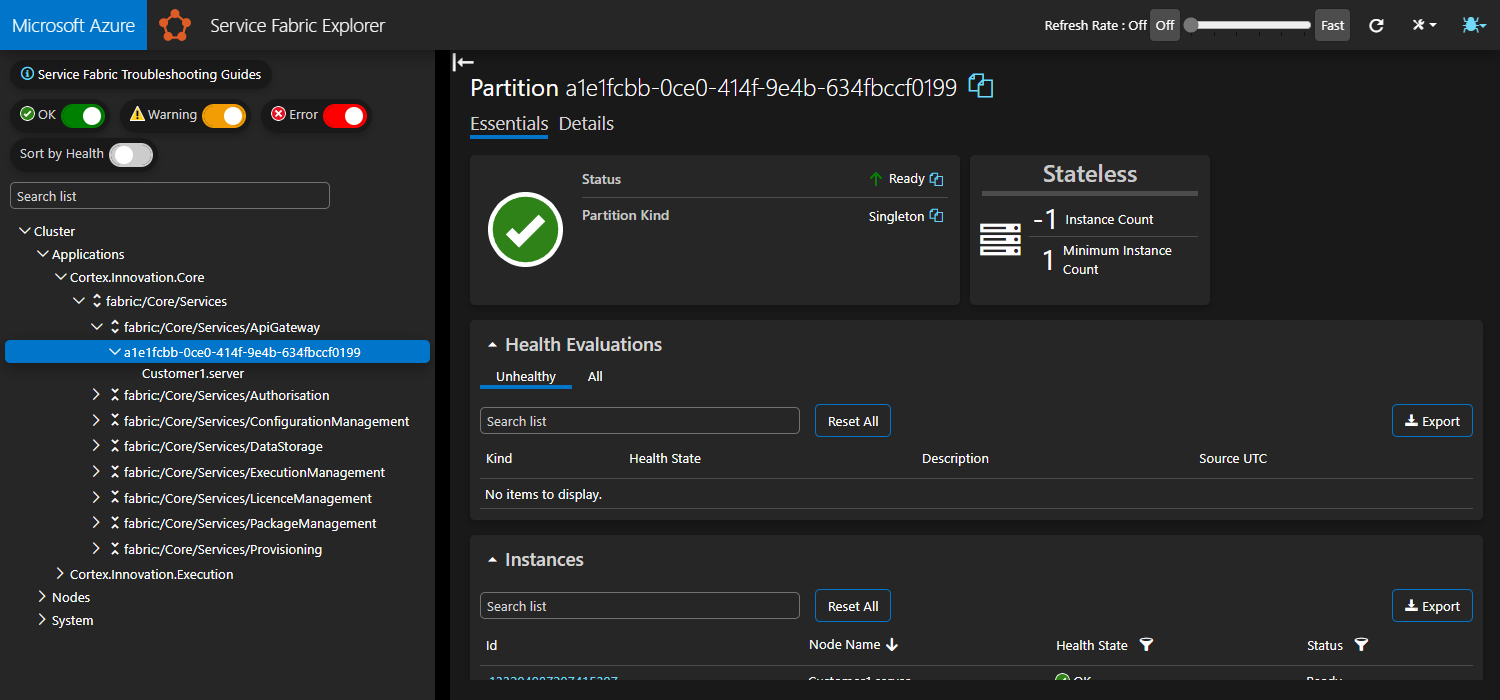 Microsoft Azure Service Fabric Explorer Refresh Rate : Off Off Fast
Service Fabric Troubleshooting Guides
OK Warning Error
Sort by Health
Search list
Cluster
Applications
Cortex.Innovation.Core
fabric:/Core/Services
fabric:/Core/Services/ApiGateway
a1e1fcbb-0ce0-414f-9e4b-634fbccf0199
Customer1.server
fabric:/Core/Services/Authorisation
fabric:/Core/Services/ConfigurationManagement
fabric:/Core/Services/DataStorage
fabric:/Core/Services/ExecutionManagement
fabric:/Core/Services/LicenceManagement
fabric:/Core/Services/PackageManagement
fabric:/Core/Services/Provisioning
Cortex.Innovation.Execution
Nodes
System
Partition a1e1fcbb-0ce0-414f-9e4b-634fbccf0199
Essentials Details
Status Ready
Partition Kind Singleton
Stateless
-1 Instance Count
1 Minimum Instance
Count
Health Evaluations
Unhealthy All
Search list Reset All Export
Kind Health State Description Source UTC
No items to display.
Instances
Search list Reset All Export
Id Node Name Health State Status
Customer1.server OK Ready